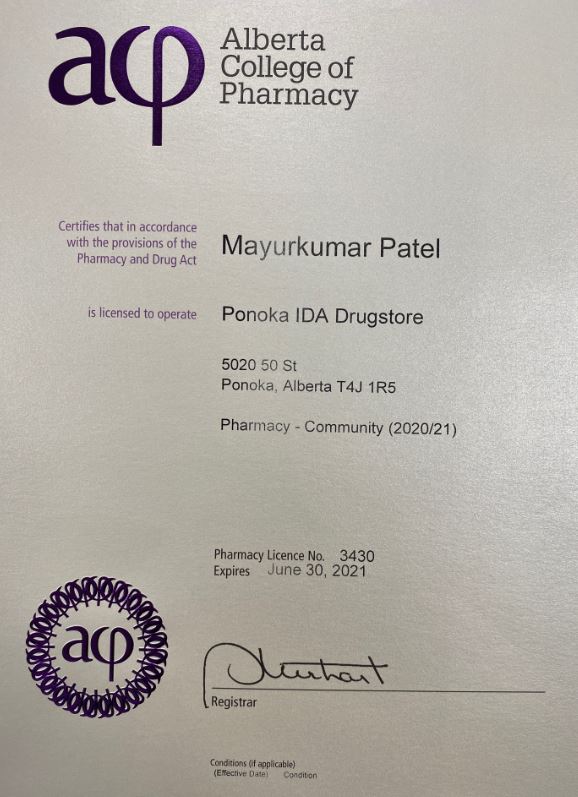 acp
Alberta
College of
Pharmacy
Certifies that in accordance
with the provisions of the
Pharmacy and Drug Act
Mayurkumar Patel
is licensed to operate
Ponoka IDA Drugstore
5020 50 St
Ponoka, Alberta T4J 1R5
Pharmacy - Community (2020/21)
Pharmacy Licence No. 3430
Expires June 30, 2021
acp
Registrar
Conditions (if applicable)
(Effective Date) Condition